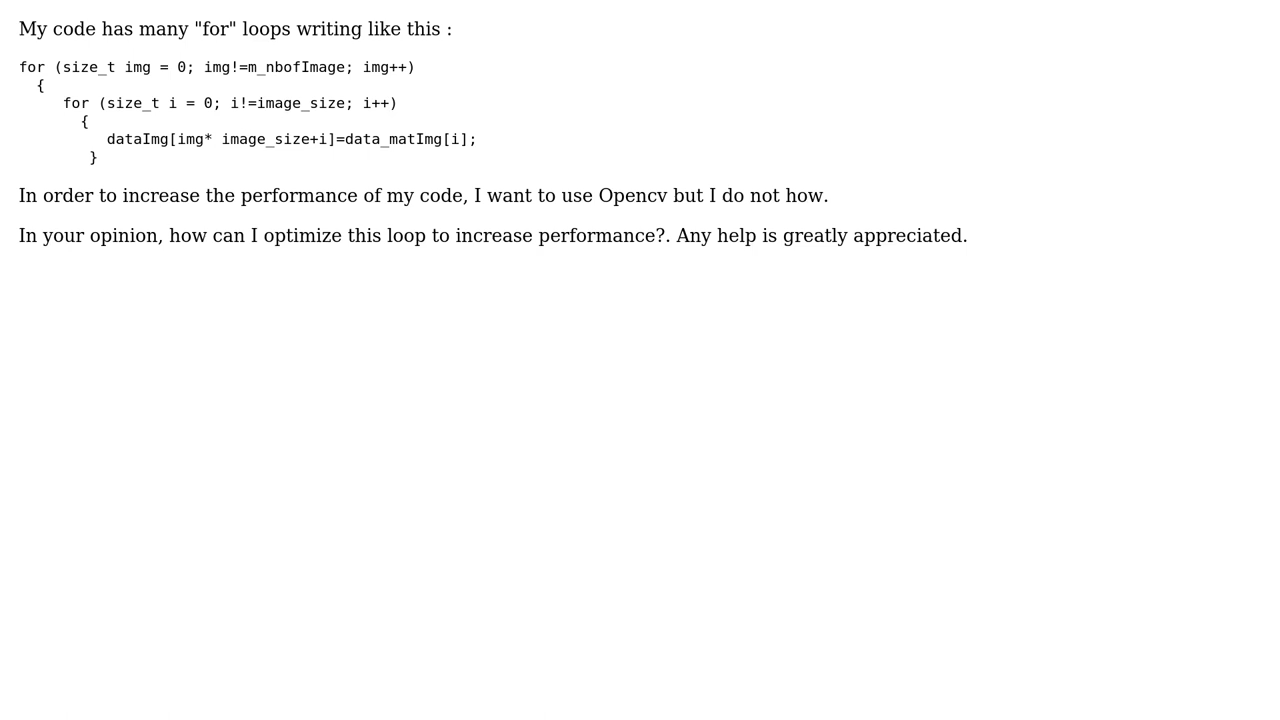 My code has many "for" loops writing like this :
for (size_t img = 0; img!=m_nbofImage; img++)
  {
     for (size_t i = 0; i!=image_size; i++)
       {
          dataImg[img* image_size+i]=data_matImg[i];
        }
In order to increase the performance of my code, I want to use Opencv but I do not how.
In your opinion, how can I optimize this loop to increase performance?. Any help is greatly appreciated.